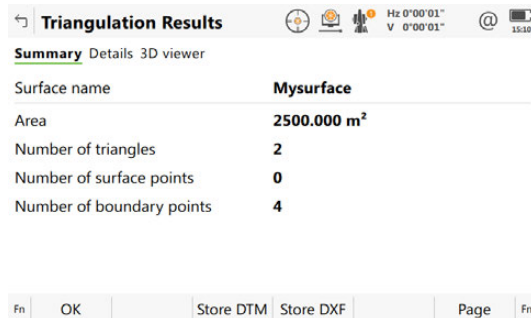 Triangulation Results
Hz 0°00'01"
V 0°00'01"
@
15:10
Summary Details 3D viewer
Surface name Mysurface
Area 2500.000 m²
Number of triangles 2
Number of surface points 0
Number of boundary points 4
Fn OK Store DTM Store DXF Page